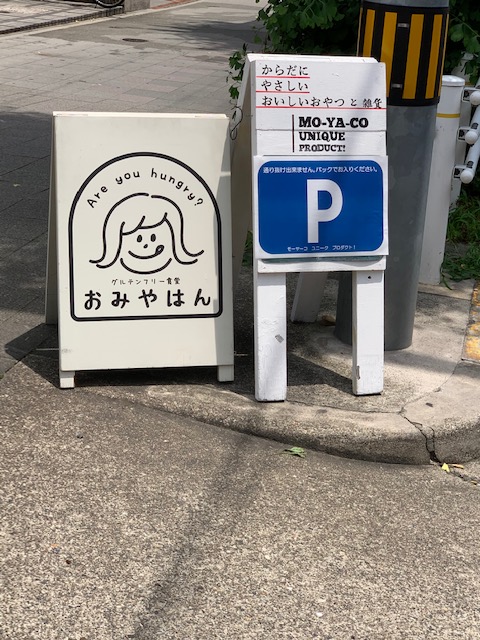 Are you hungry?
グルテンフリー食堂
おみやはん
からだに
やさしい
おいしいおやつ と 雑貨
MO-YA-CO
UNIQUE
PRODUCT!
通り抜け出来ません。バックでお入りください。
P
モーヤーコ ユニーク プロダクト!